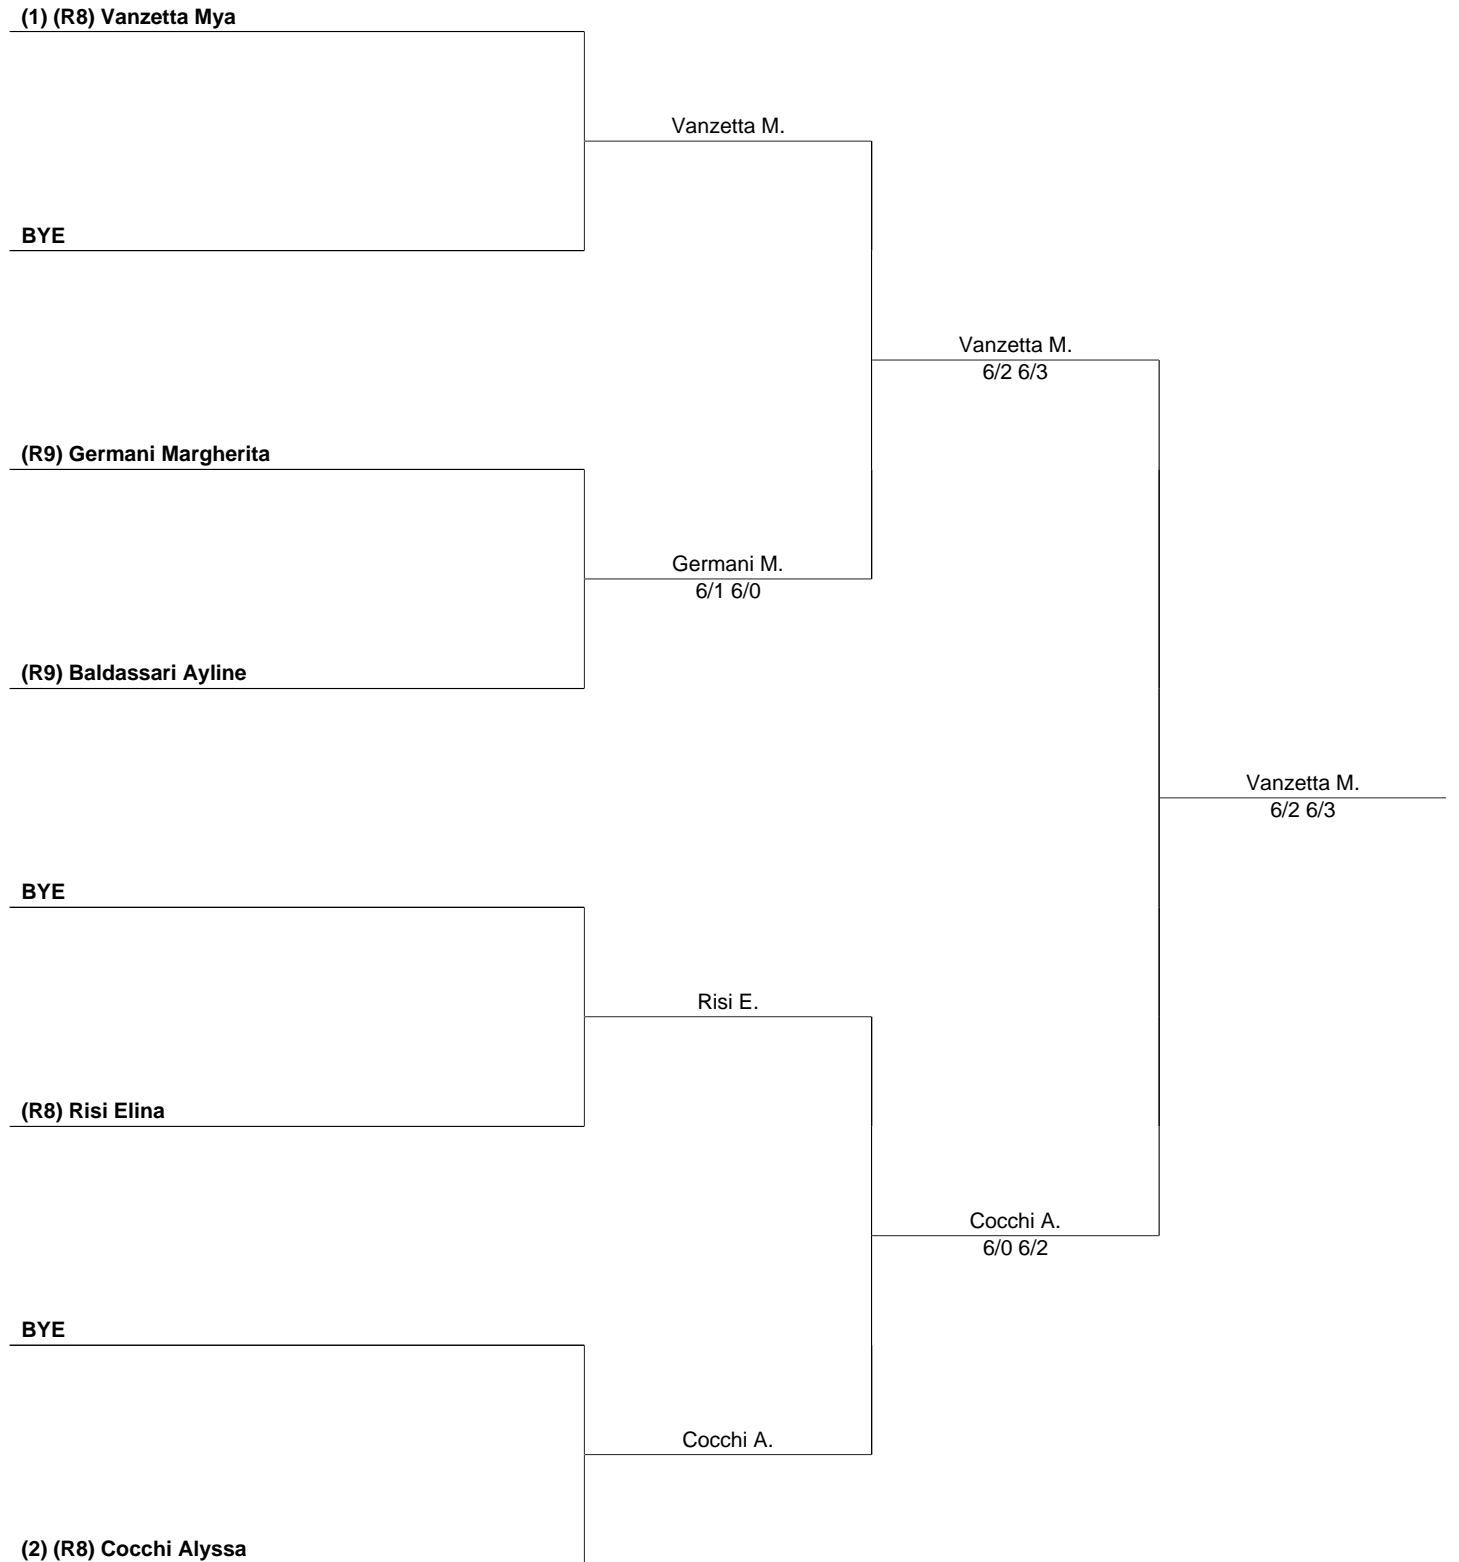 (1) (R8) Vanzetta Mya
Vanzetta M.
BYE
Vanzetta M.
6/2 6/3
(R9) Germani Margherita
Germani M.
6/1 6/0
(R9) Baldassari Ayline
Vanzetta M.
6/2 6/3
BYE
Risi E.
(R8) Risi Elina
Cocchi A.
6/0 6/2
BYE
Cocchi A.
(2) (R8) Cocchi Alyssa